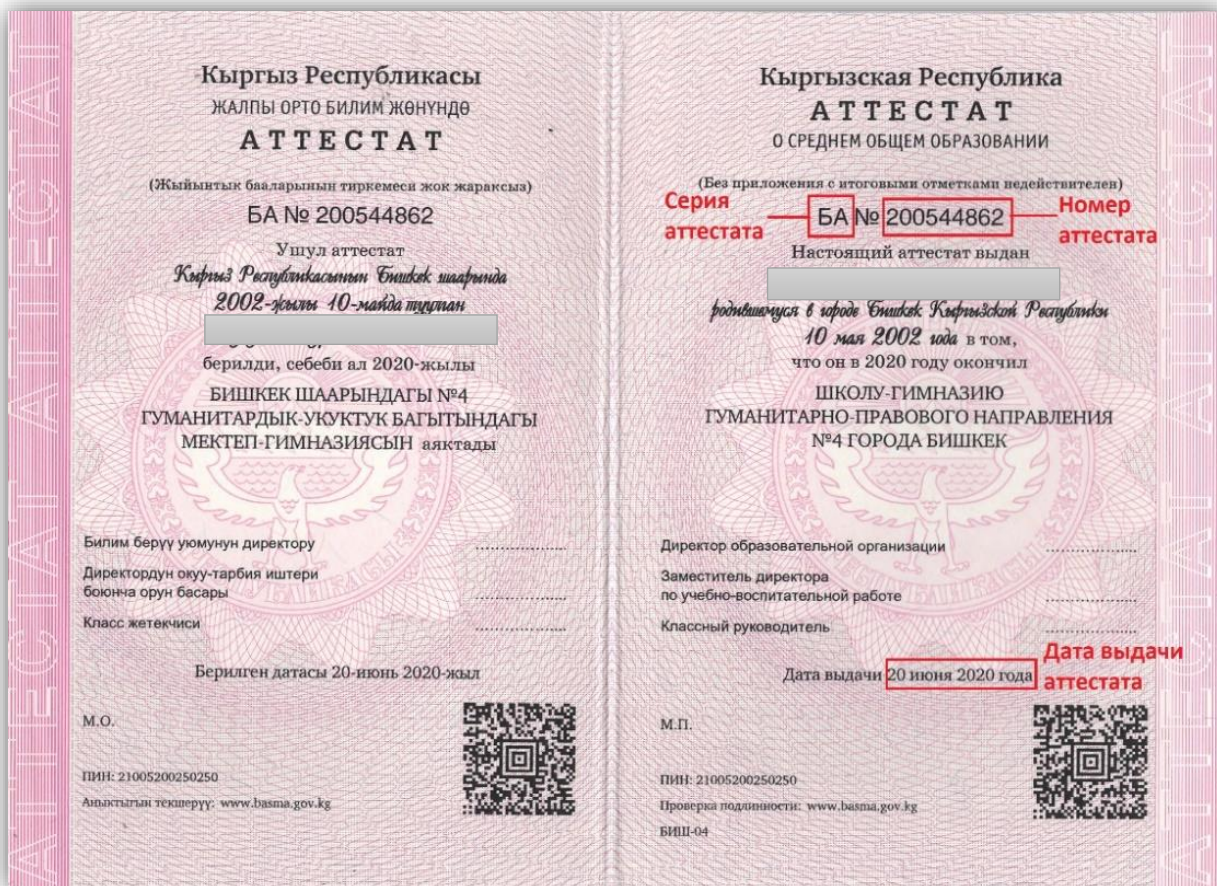 Кыргыз Республикасы
ЖАЛПЫ ОРТО БИЛИМ ЖӨНҮНДӨ
АТТЕСТАТ
(Жыйынтык бааларынын тиркемеси жок жараксыз)
БА № 200544862
Ушул аттестат
Кыргыз Республикасынын Бишкек шаарында
2002-жылы 10-майда туулган
берилди, себеби ал 2020-жылы
БИШКЕК ШААРЫНДАГЫ №4
ГУМАНИТАРДЫК-УКУКТУК БАГЫТЫНДАГЫ
МЕКТЕП-ГИМНАЗИЯСЫН аяктады
Билим берүү уюмунун директору ..................
Директордун окуу-тарбия иштери
боюнча орун басары ..................
Класс жетекчиси ..................
Берилген датасы 20-июнь 2020-жыл
М.О.
ПИН: 21005200250250
Аныктыгын текшерүү: www.basma.gov.kg
Кыргызская Республика
АТТЕСТАТ
О СРЕДНЕМ ОБЩЕМ ОБРАЗОВАНИИ
(Без приложения с итоговыми отметками недействителен)
Серия
аттестата
БА № 200544862
Номер
аттестата
Настоящий аттестат выдан
родившемуся в городе Бишкек Кыргызской Республики
10 мая 2002 года в том,
что он в 2020 году окончил
ШКОЛУ-ГИМНАЗИЮ
ГУМАНИТАРНО-ПРАВОВОГО НАПРАВЛЕНИЯ
№4 ГОРОДА БИШКЕК
Директор образовательной организации ..................
Заместитель директора
по учебно-воспитательной работе ..................
Классный руководитель ..................
Дата выдачи 20 июня 2020 года
Дата выдачи
аттестата
М.П.
ПИН: 21005200250250
Проверка подлинности: www.basma.gov.kg
БИШ-04
АТТЕСТАТ АТТЕСТАТ
АТТЕСТАТ АТТЕСТАТ